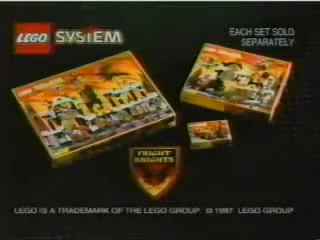 LEGO SYSTEM
EACH SET SOLD
SEPARATELY
FRIGHT
KNIGHTS
LEGO IS A TRADEMARK OF THE LEGO GROUP. © 1997 LEGO GROUP